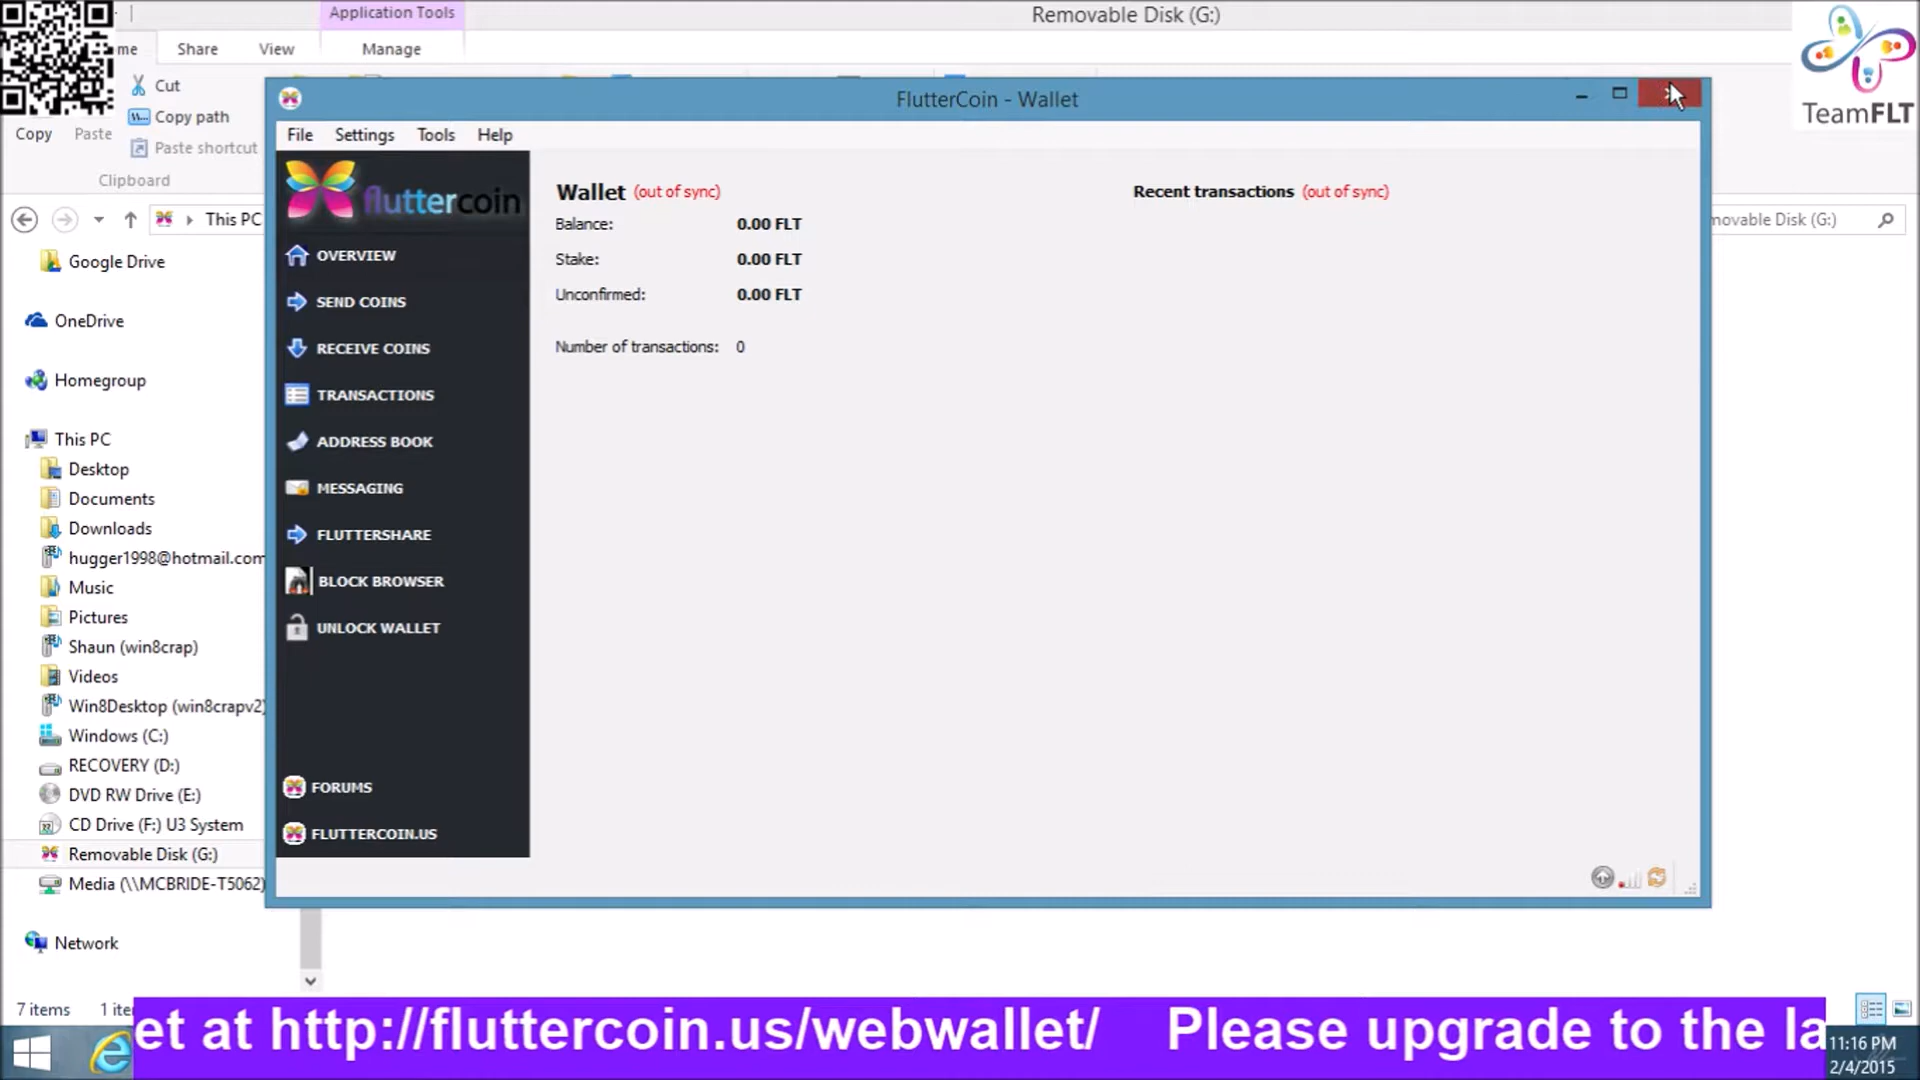 Application Tools
Removable Disk (G:)
me
Share
View
Manage
Cut
Copy path
Paste shortcut
Copy
Paste
Clipboard
TeamFLT
FlutterCoin - Wallet
File
Settings
Tools
Help
This PC
movable Disk (G:)
fluttercoin
OVERVIEW
SEND COINS
RECEIVE COINS
TRANSACTIONS
ADDRESS BOOK
MESSAGING
FLUTTERSHARE
BLOCK BROWSER
UNLOCK WALLET
FORUMS
FLUTTERCOIN.US
Wallet (out of sync)
Balance: 0.00 FLT
Stake: 0.00 FLT
Unconfirmed: 0.00 FLT
Number of transactions: 0
Recent transactions (out of sync)
Google Drive
OneDrive
Homegroup
This PC
Desktop
Documents
Downloads
hugger1998@hotmail.com
Music
Pictures
Shaun (win8crap)
Videos
Win8Desktop (win8crapv2)
Windows (C:)
RECOVERY (D:)
DVD RW Drive (E:)
CD Drive (F:) U3 System
Removable Disk (G:)
Media (\\MCBRIDE-T5062)
Network
7 items 1 ite
et at http://fluttercoin.us/webwallet/ Please upgrade to the la
11:16 PM
2/4/2015